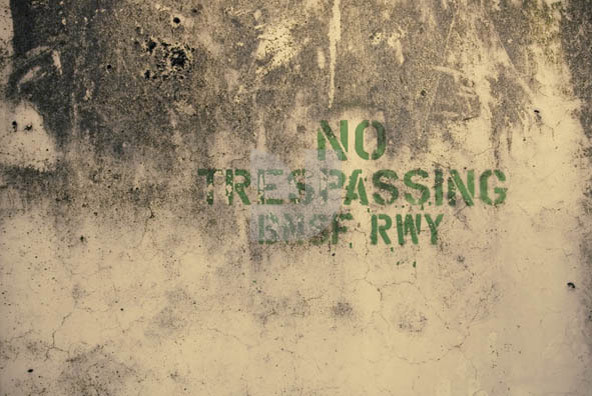 NO
TRESPASSING
BNSF RWY